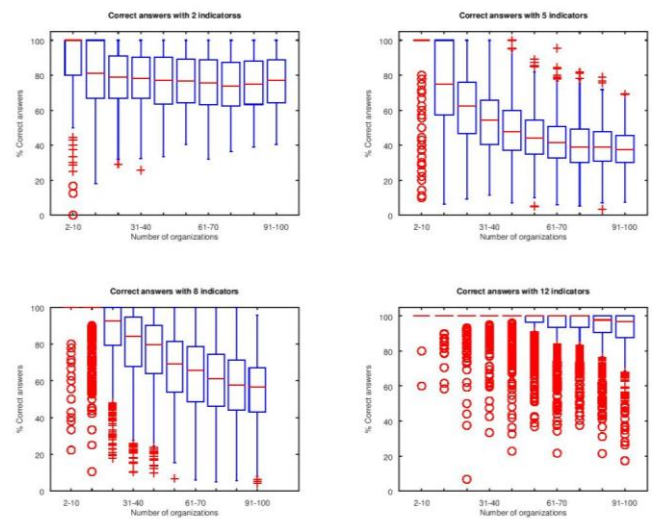 Correct answers with 2 indicatorss
100
80
60
40
20
0
% Correct answers
2-10 31-40 61-70 91-100
Number of organizations
Correct answers with 5 indicators
100
80
60
40
20
0
% Correct answers
2-10 31-40 61-70 91-100
Number of organizations
Correct answers with 8 indicators
100
80
60
40
20
0
% Correct answers
2-10 31-40 61-70 91-100
Number of organizations
Correct answers with 12 indicators
100
80
60
40
20
0
% Correct answers
2-10 31-40 61-70 91-100
Number of organizations